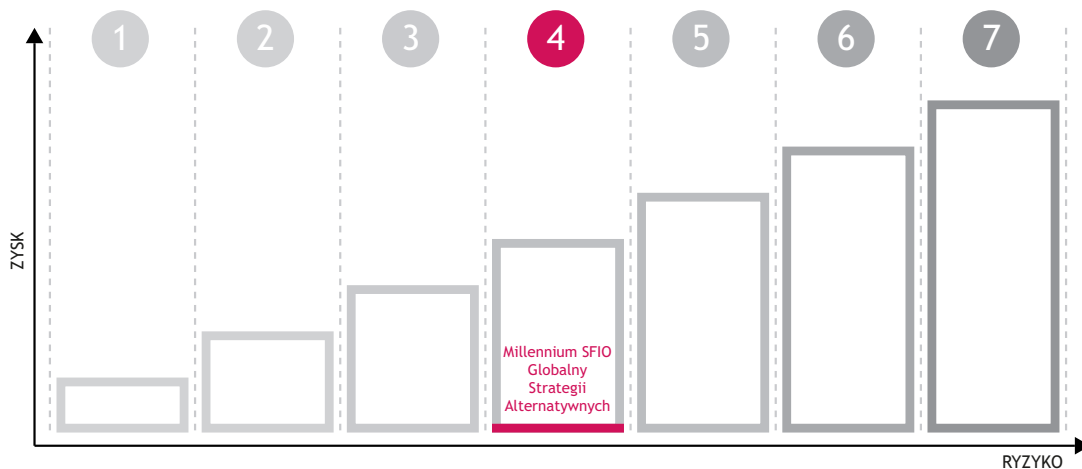 1 2 3 4 5 6 7
ZYSK
Millennium SFIO
Globalny
Strategii
Alternatywnych
RYZYKO